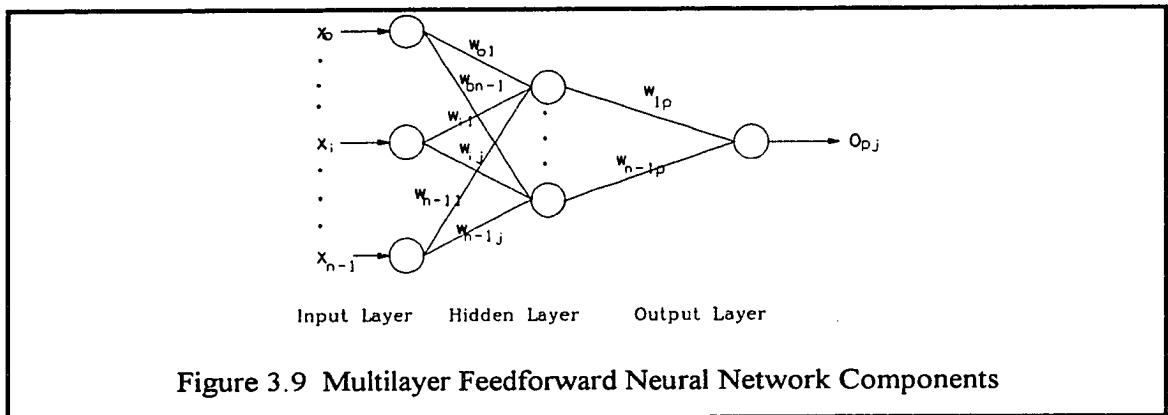 x₀
w₀₁
w₀ₙ₋₁
w₁ₚ
xᵢ
wᵢ₁
wᵢⱼ
Oₚⱼ
wₙ₋₁ₚ
wₙ₋₁₁
wₙ₋₁ⱼ
xₙ₋₁
Input Layer Hidden Layer Output Layer
Figure 3.9 Multilayer Feedforward Neural Network Components